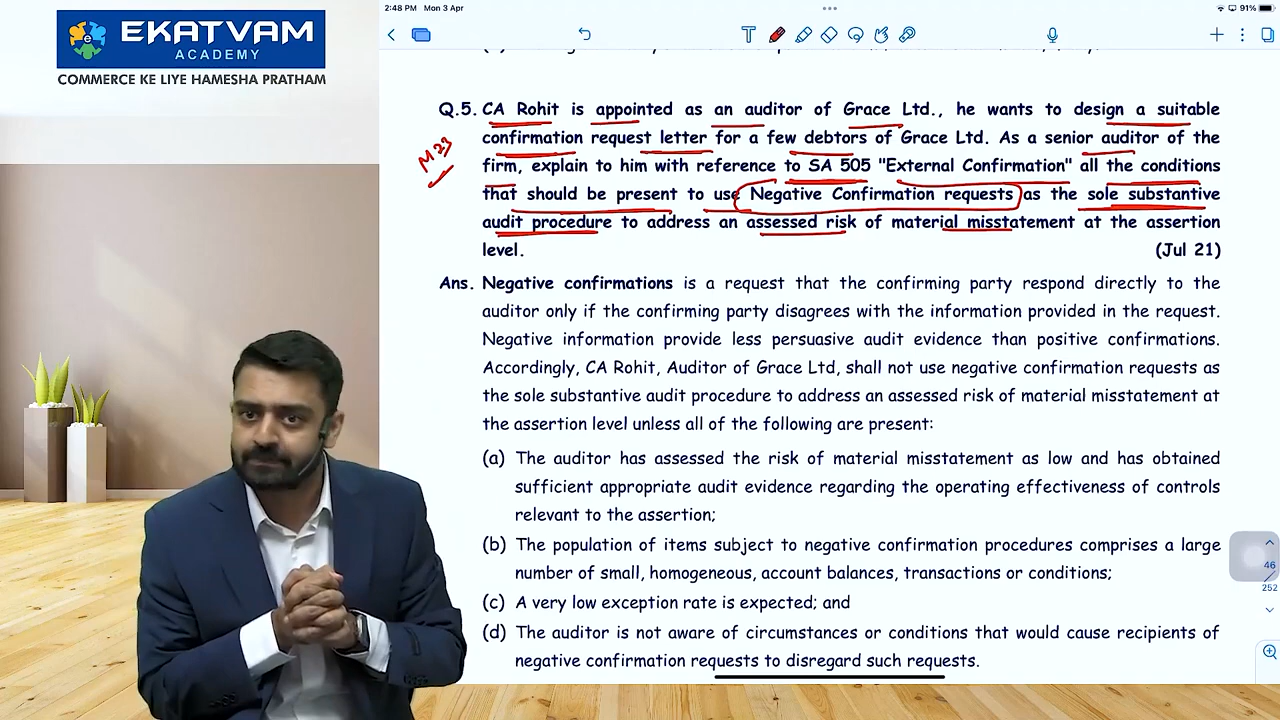 EKATVAM
ACADEMY
COMMERCE KE LIYE HAMESHA PRATHAM
2:48 PM Mon 3 Apr
91%
Q.5. CA Rohit is appointed as an auditor of Grace Ltd., he wants to design a suitable
confirmation request letter for a few debtors of Grace Ltd. As a senior auditor of the
firm, explain to him with reference to SA 505 "External Confirmation" all the conditions
that should be present to use Negative Confirmation requests as the sole substantive
audit procedure to address an assessed risk of material misstatement at the assertion
level. (Jul 21)
M23
Ans. Negative confirmations is a request that the confirming party respond directly to the
auditor only if the confirming party disagrees with the information provided in the request.
Negative information provide less persuasive audit evidence than positive confirmations.
Accordingly, CA Rohit, Auditor of Grace Ltd, shall not use negative confirmation requests as
the sole substantive audit procedure to address an assessed risk of material misstatement at
the assertion level unless all of the following are present:
(a) The auditor has assessed the risk of material misstatement as low and has obtained
sufficient appropriate audit evidence regarding the operating effectiveness of controls
relevant to the assertion;
(b) The population of items subject to negative confirmation procedures comprises a large
number of small, homogeneous, account balances, transactions or conditions;
(c) A very low exception rate is expected; and
(d) The auditor is not aware of circumstances or conditions that would cause recipients of
negative confirmation requests to disregard such requests.
46
252